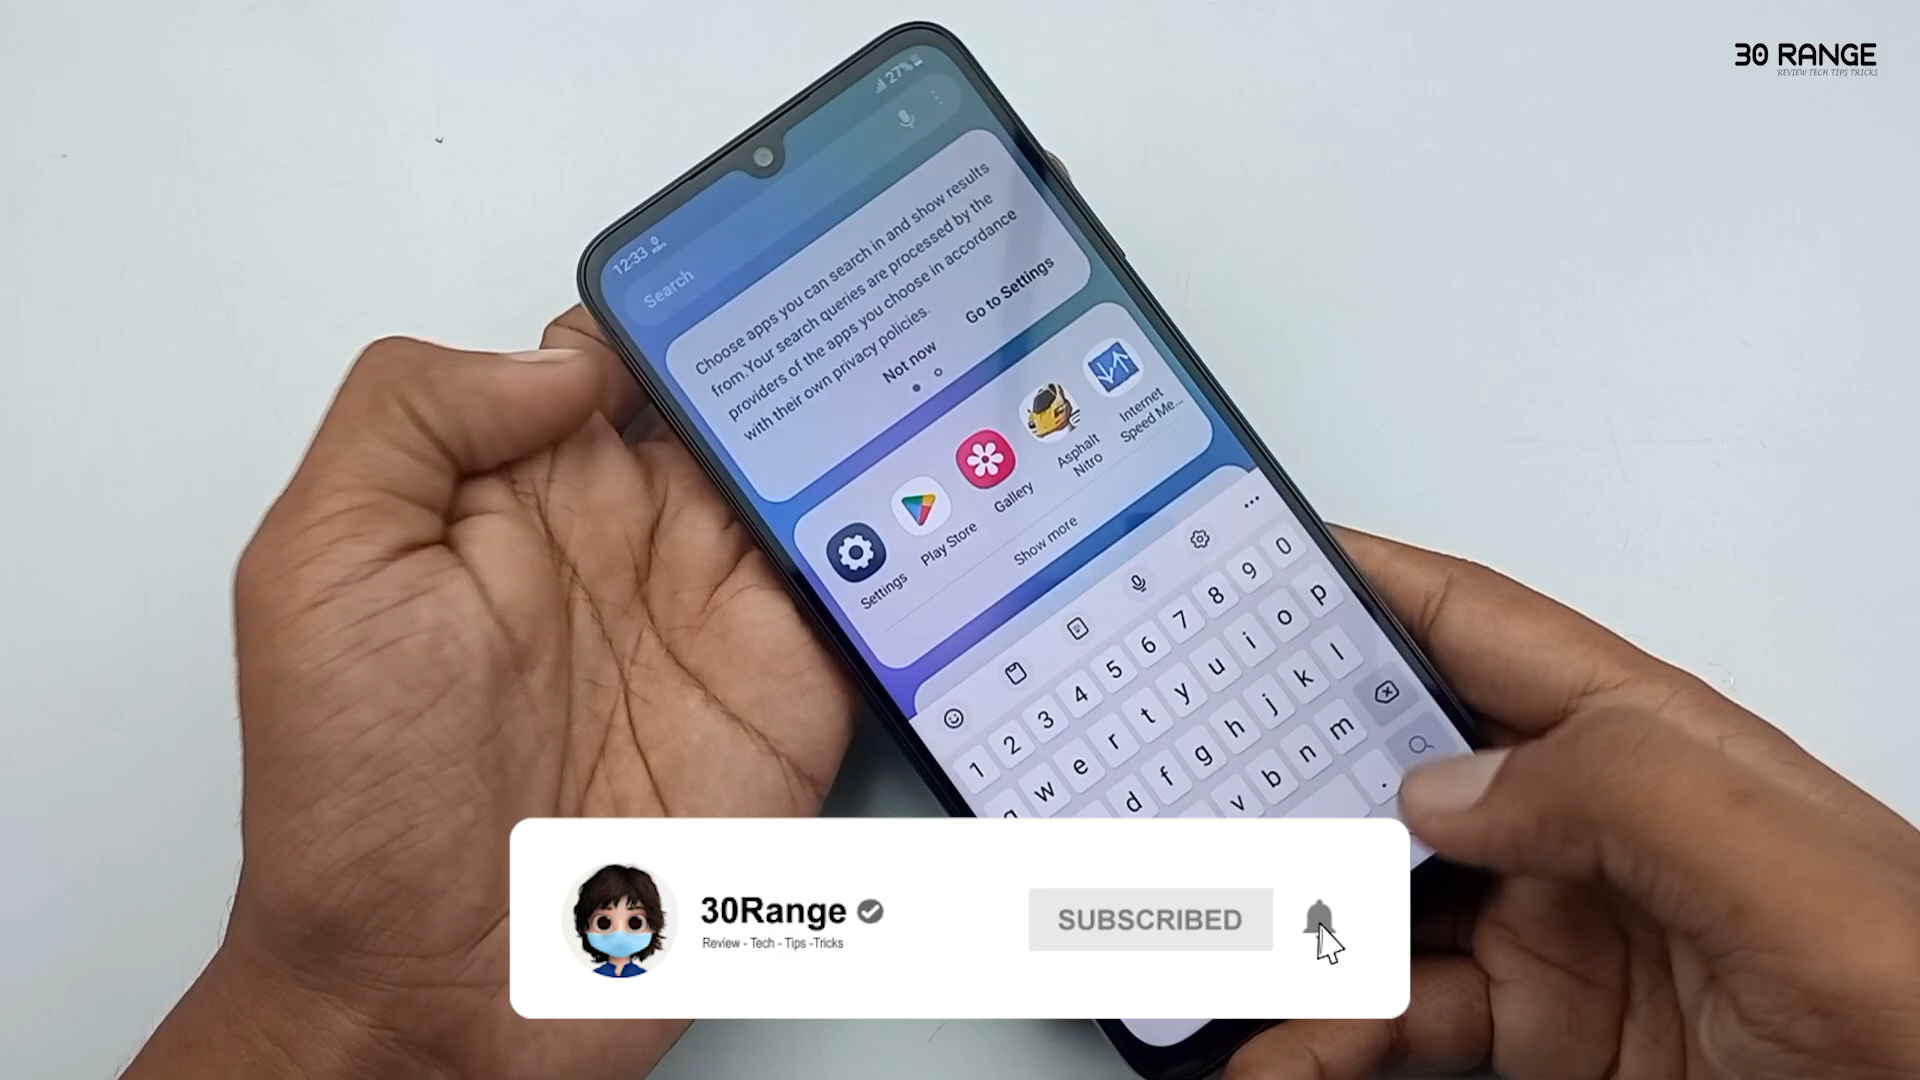 30 RANGE
REVIEW TECH TIPS TRICKS
27%
12:33
Search
Choose apps you can search in and show results
from.Your search queries are processed by the
providers of the apps you choose in accordance
with their own privacy policies.
Not now
Go to Settings
Settings
Play Store
Gallery
Asphalt
Nitro
Internet
Speed Me...
Show more
1 2 3 4 5 6 7 8 9 0
w e r t y u i o p
d f g h j k l
v b n m
.
30Range
Review - Tech - Tips -Tricks
SUBSCRIBED